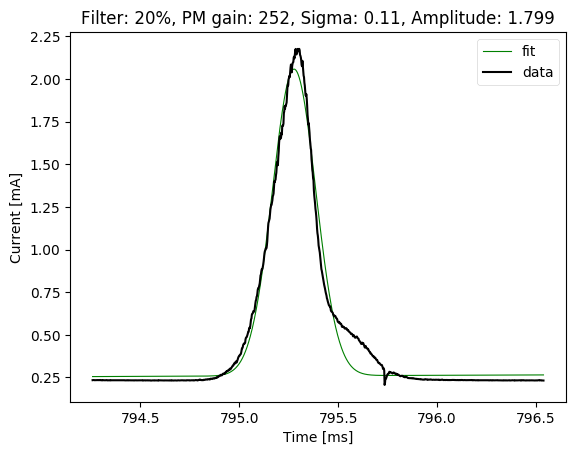 Filter: 20%, PM gain: 252, Sigma: 0.11, Amplitude: 1.799
fit
data
2.25
2.00
1.75
1.50
1.25
1.00
0.75
0.50
0.25
Current [mA]
794.5 795.0 795.5 796.0 796.5
Time [ms]